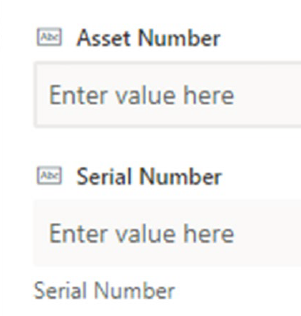 Abc Asset Number
Enter value here
Abc Serial Number
Enter value here
Serial Number